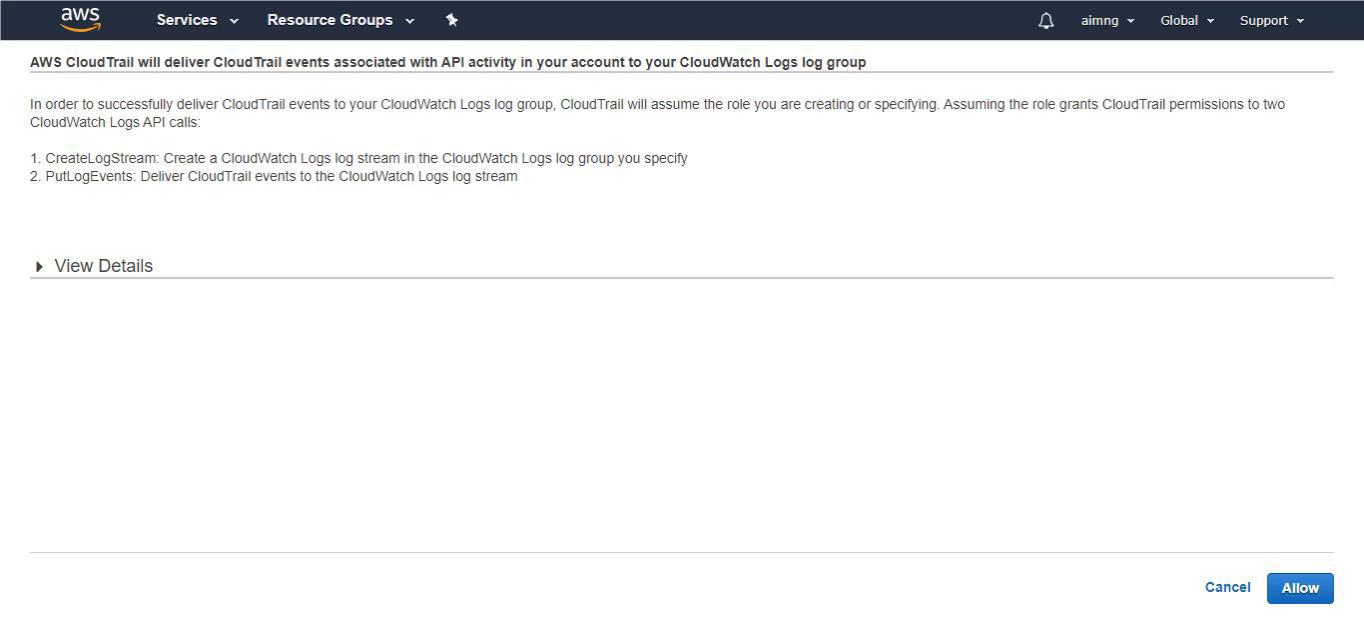 aws Services Resource Groups aimng Global Support
AWS CloudTrail will deliver CloudTrail events associated with API activity in your account to your CloudWatch Logs log group
In order to successfully deliver CloudTrail events to your CloudWatch Logs log group, CloudTrail will assume the role you are creating or specifying. Assuming the role grants CloudTrail permissions to two
CloudWatch Logs API calls:
1. CreateLogStream: Create a CloudWatch Logs log stream in the CloudWatch Logs log group you specify
2. PutLogEvents: Deliver CloudTrail events to the CloudWatch Logs log stream
View Details
Cancel Allow